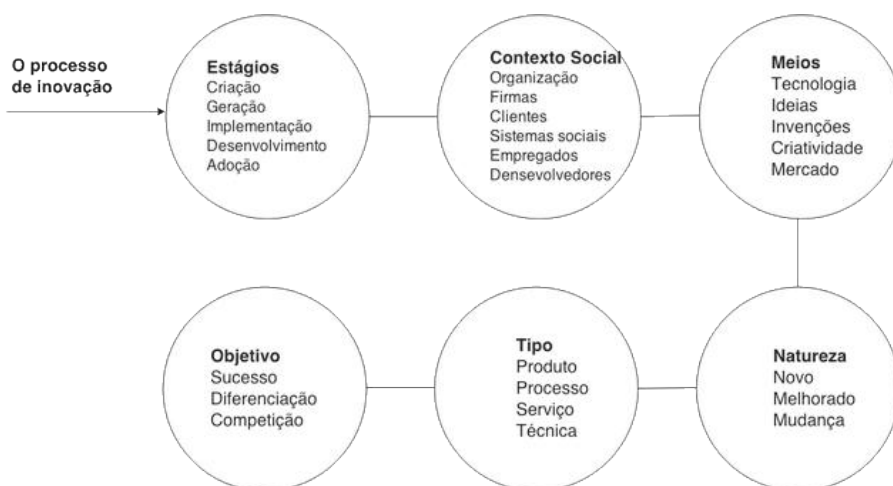 O processo
de inovação
Estágios
Criação
Geração
Implementação
Desenvolvimento
Adoção
Contexto Social
Organização
Firmas
Clientes
Sistemas sociais
Empregados
Densevolvedores
Meios
Tecnologia
Ideias
Invenções
Criatividade
Mercado
Objetivo
Sucesso
Diferenciação
Competição
Tipo
Produto
Processo
Serviço
Técnica
Natureza
Novo
Melhorado
Mudança